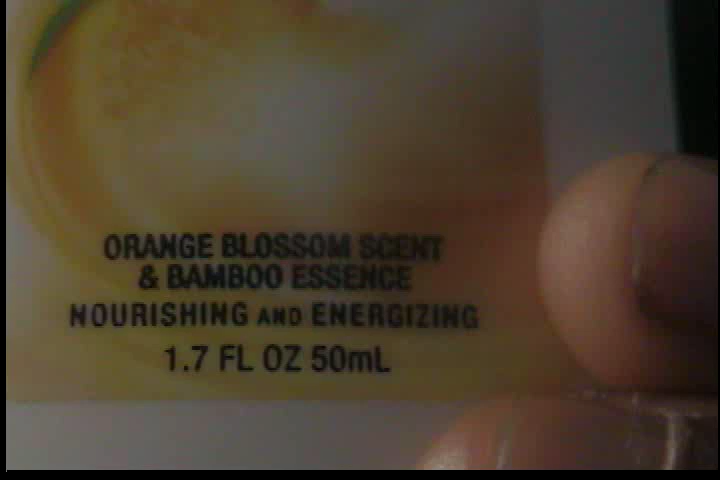 ORANGE BLOSSOM SCENT
& BAMBOO ESSENCE
NOURISHING AND ENERGIZING
1.7 FL OZ 50mL